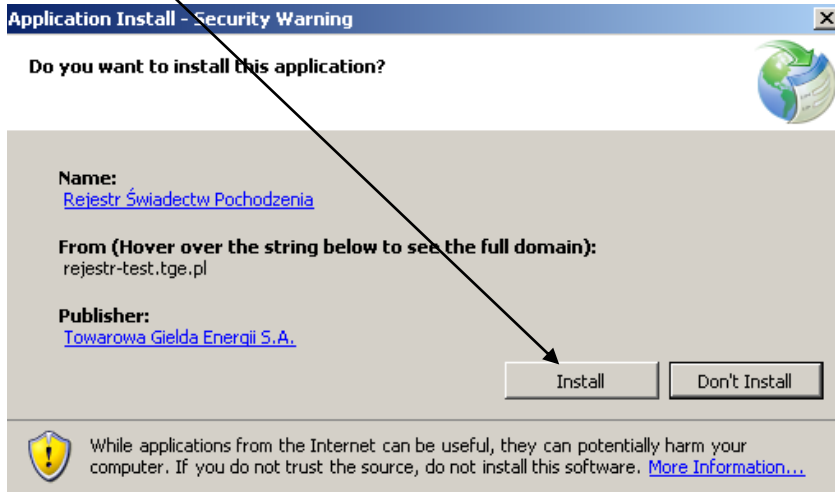 Application Install - Security Warning
Do you want to install this application?
Name:
Rejestr Świadectw Pochodzenia
From (Hover over the string below to see the full domain):
rejestr-test.tge.pl
Publisher:
Towarowa Gielda Energii S.A.
Install
Don't Install
While applications from the Internet can be useful, they can potentially harm your
computer. If you do not trust the source, do not install this software. More Information...